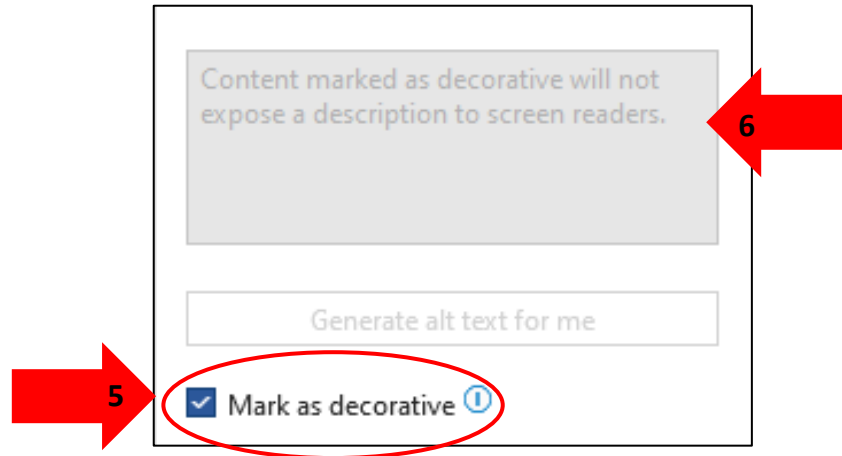 Content marked as decorative will not
expose a description to screen readers.
6
Generate alt text for me
5
Mark as decorative